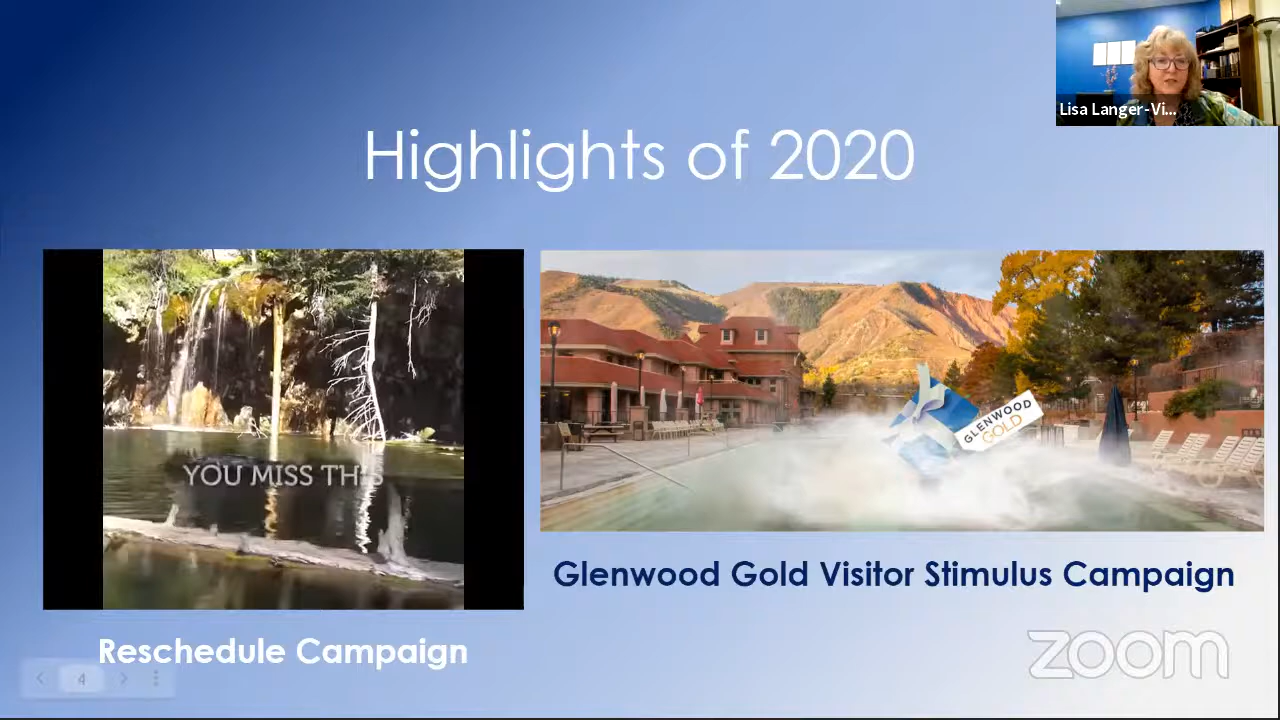 Lisa Langer-Vi...
Highlights of 2020
YOU MISS THIS
GLENWOOD
GOLD
Glenwood Gold Visitor Stimulus Campaign
Reschedule Campaign
zoom
4